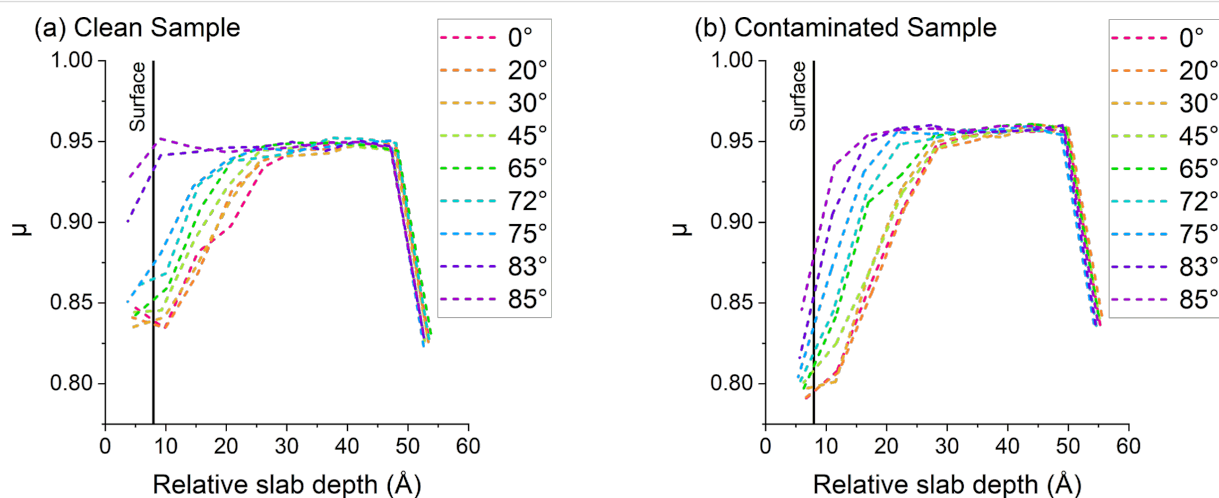 (a) Clean Sample
1.00
0.95
0.90
0.85
0.80
μ
Surface
0 10 20 30 40 50 60
Relative slab depth (Å)
0°
20°
30°
45°
65°
72°
75°
83°
85°
(b) Contaminated Sample
1.00
0.95
0.90
0.85
0.80
μ
Surface
0 10 20 30 40 50 60
Relative slab depth (Å)
0°
20°
30°
45°
65°
72°
75°
83°
85°